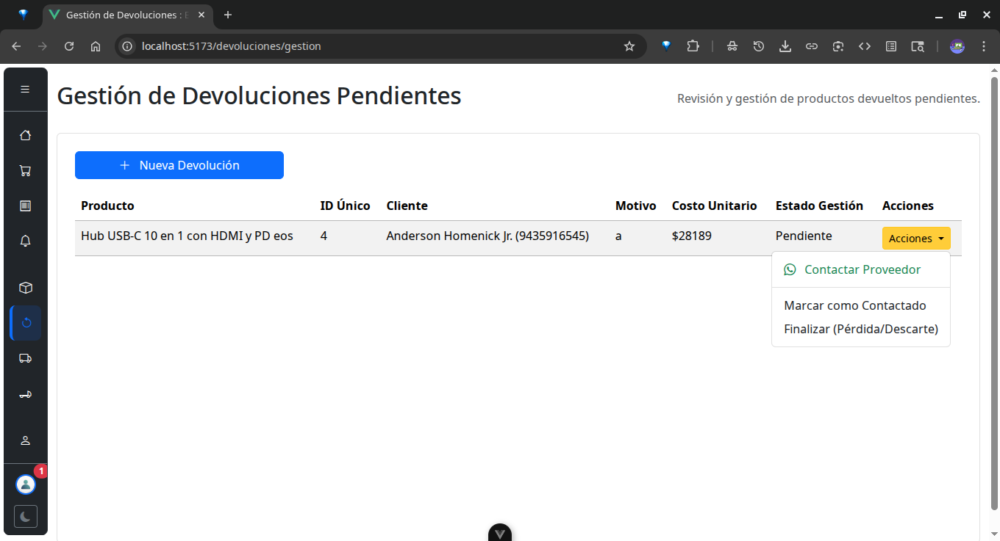 Gestión de Devoluciones :
localhost:5173/devoluciones/gestion
Gestión de Devoluciones Pendientes
Revisión y gestión de productos devueltos pendientes.
Nueva Devolución
Producto ID Único Cliente Motivo Costo Unitario Estado Gestión Acciones
Hub USB-C 10 en 1 con HDMI y PD eos 4 Anderson Homenick Jr. (9435916545) a $28189 Pendiente Acciones
Contactar Proveedor
Marcar como Contactado
Finalizar (Pérdida/Descarte)
1